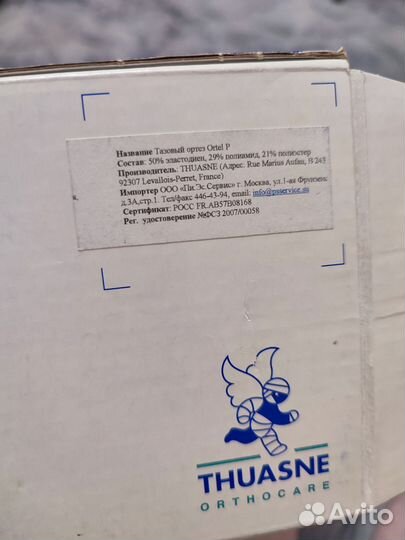 Название Тазовый ортез Ortel P
Состав: 50% эластодиен, 29% полиамид, 21% полиэстер
Производитель: THUASNE (Адрес. Rue Marius Aufau, B 243
92307 Levallois-Perret, France)
Импортер ООО «Пи.Эс.Сервис» г. Москва, ул.1-ая Фрунзенская
д.3А,стр.1. Тел/факс 446-43-94, email: info@psservice.ru
Сертификат: РОСС FR.АВ57В08168
Рег. удостоверение №ФСЗ 2007/00058
THUASNE
ORTHOCARE
Avito